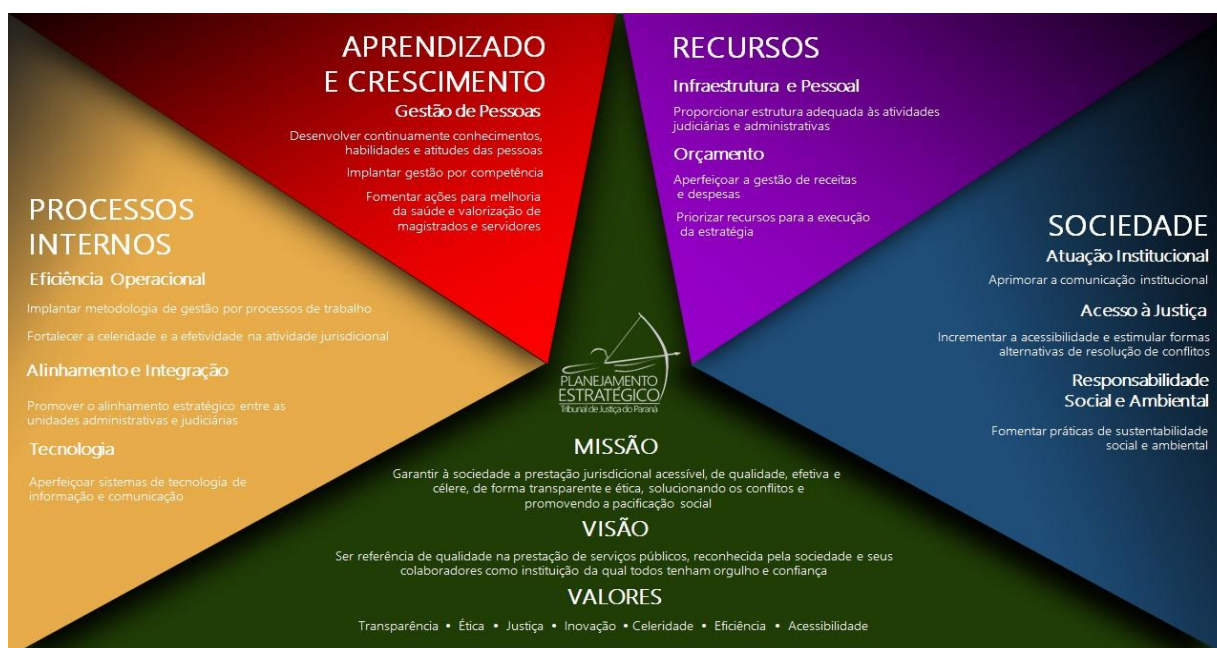 APRENDIZADO
E CRESCIMENTO
Gestão de Pessoas
Desenvolver continuamente conhecimentos,
habilidades e atitudes das pessoas
Implantar gestão por competência
Fomentar ações para melhoria
da saúde e valorização de
magistrados e servidores
RECURSOS
Infraestrutura e Pessoal
Proporcionar estrutura adequada às atividades
judiciárias e administrativas
Orçamento
Aperfeiçoar a gestão de receitas
e despesas
Priorizar recursos para a execução
da estratégia
PROCESSOS
INTERNOS
Eficiência Operacional
Implantar metodologia de gestão por processos de trabalho
Fortalecer a celeridade e a efetividade na atividade jurisdicional
Alinhamento e Integração
Promover o alinhamento estratégico entre as
unidades administrativas e judiciárias
Tecnologia
Aperfeiçoar sistemas de tecnologia de
informação e comunicação
SOCIEDADE
Atuação Institucional
Aprimorar a comunicação institucional
Acesso à Justiça
Incrementar a acessibilidade e estimular formas
alternativas de resolução de conflitos
Responsabilidade
Social e Ambiental
Fomentar práticas de sustentabilidade
social e ambiental
PLANEJAMENTO
ESTRATÉGICO
Tribunal de Justiça do Paraná
MISSÃO
Garantir à sociedade a prestação jurisdicional acessível, de qualidade, efetiva e
célere, de forma transparente e ética, solucionando os conflitos e
promovendo a pacificação social
VISÃO
Ser referência de qualidade na prestação de serviços públicos, reconhecida pela sociedade e seus
colaboradores como instituição da qual todos tenham orgulho e confiança
VALORES
Transparência • Ética • Justiça • Inovação • Celeridade • Eficiência • Acessibilidade